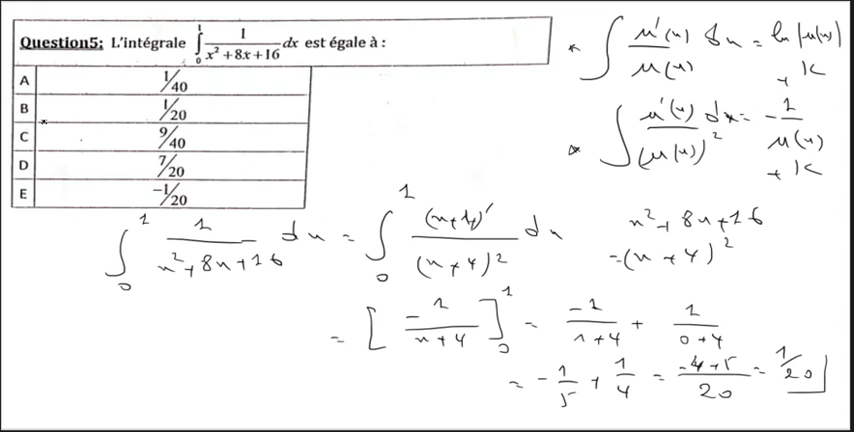 Question5: L'intégrale ∫₀¹ 1/(x²+8x+16) dx est égale à :
A 1/40
B 1/20
C 9/40
D 7/20
E −1/20
* ∫ u'(x)/u(x) dx = ln|u(x)| + K
* ∫ u'(x)/(u(x))² dx = −1/u(x) + K
∫₀¹ 1/(x²+8x+16) dx = ∫₀¹ (x+4)'/(x+4)² dx
x²+8x+16
=(x+4)²
= [−1/(x+4)]₀¹ = −1/(1+4) + 1/(0+4)
= −1/5 + 1/4 = (−4+5)/20 = 1/20